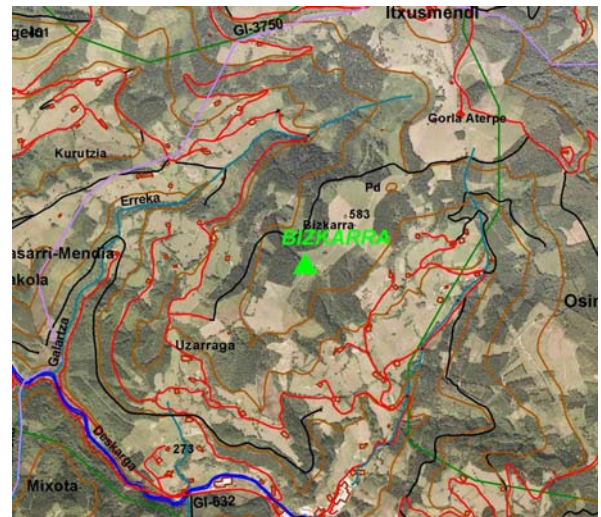 Itxusmendi
GI-3750
Gorla Aterpe
Kurutzia
Pd
Erreka
583
Bizkarra
BIZKARRA
asarri-Mendia
akola
Osin
Galartza
Uzarraga
Deskarga
273
Mixota
GI-632